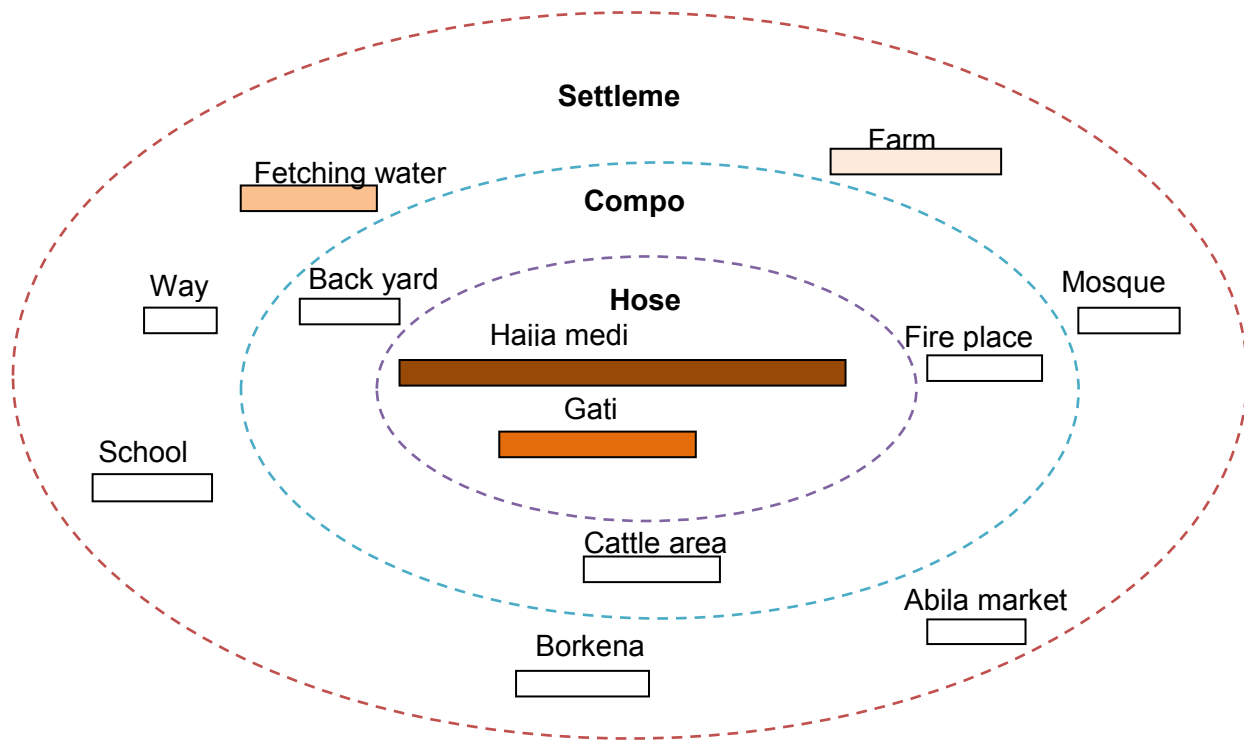 Settleme
Farm
Fetching water
Compo
Way
Back yard
Mosque
Hose
Haiia medi
Fire place
Gati
School
Cattle area
Abila market
Borkena